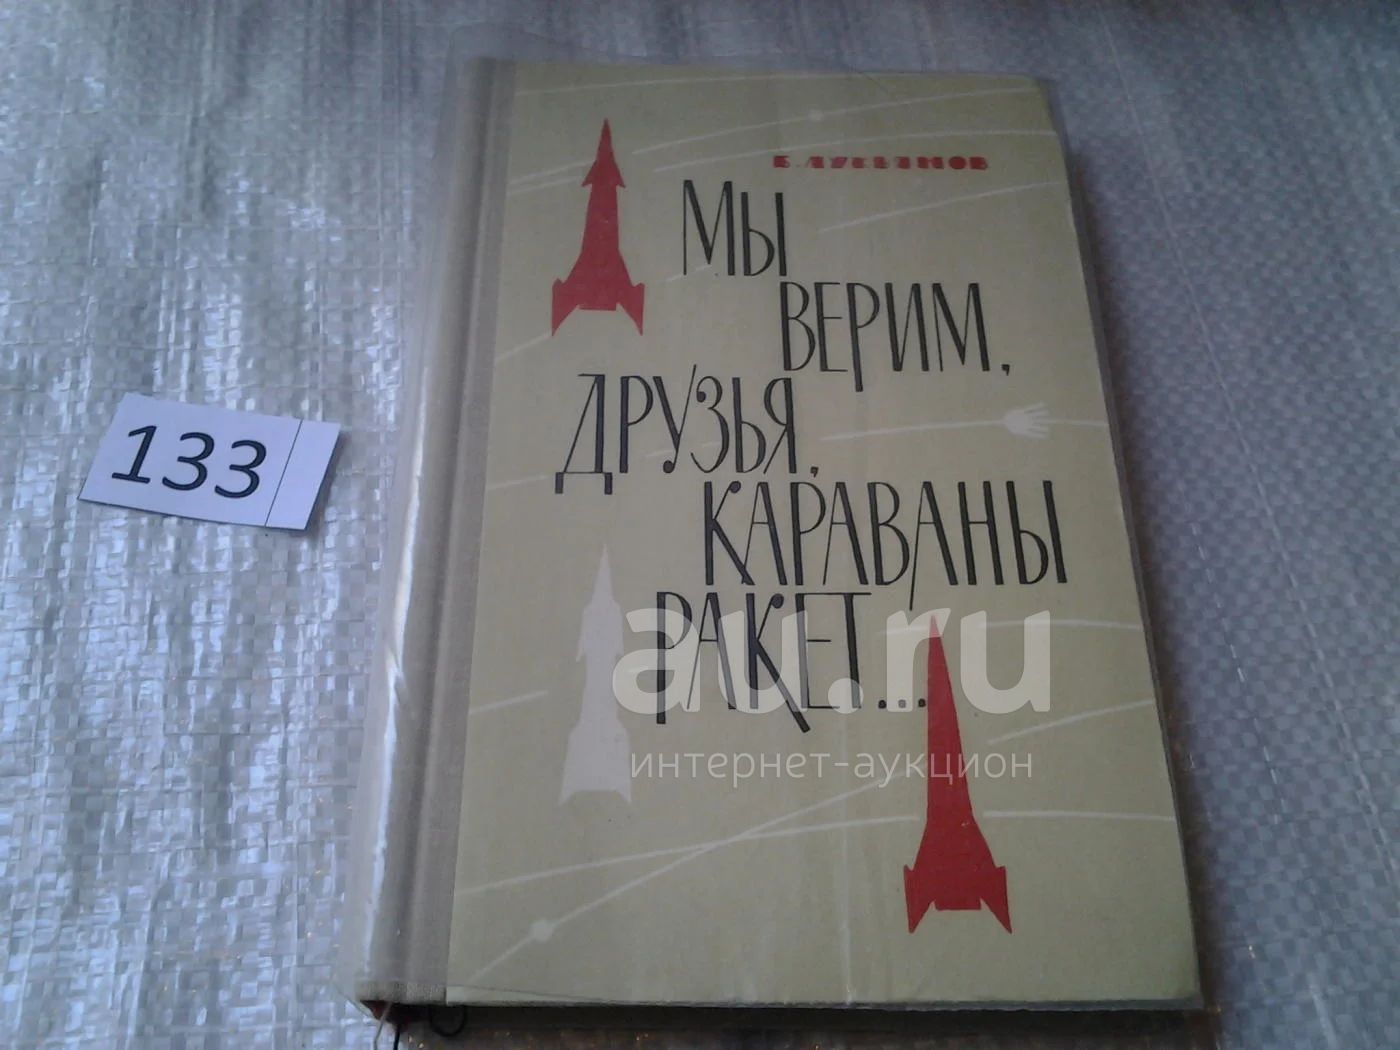 Б. ЛУКЬЯНОВ
МЫ
ВЕРИМ,
ДРУЗЬЯ,
КАРАВАНЫ
РАКЕТ...
133
au.ru
интернет-аукцион